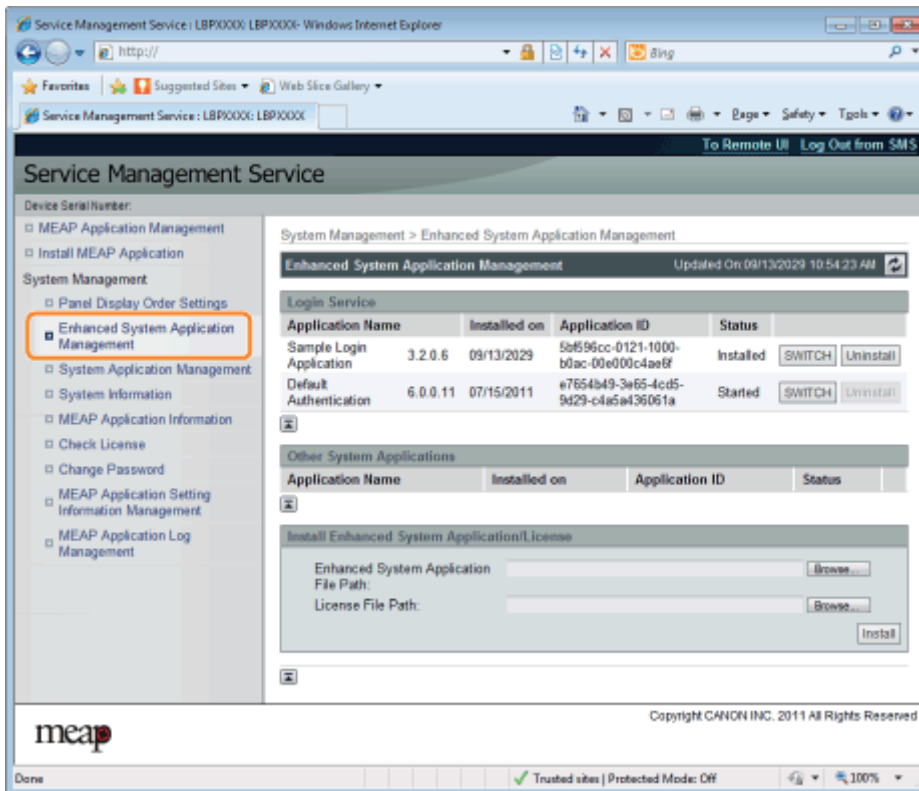 Service Management Service : LBPXXXX: LBPXXXX- Windows Internet Explorer
http://
Bing
Favorites Suggested Sites Web Slice Gallery
Service Management Service : LBPXXXX: LBPXXXX
Page Safety Tools
To Remote UI Log Out from SMS
Service Management Service
Device Serial Number:
MEAP Application Management
Install MEAP Application
System Management
Panel Display Order Settings
Enhanced System Application
Management
System Application Management
System Information
MEAP Application Information
Check License
Change Password
MEAP Application Setting
Information Management
MEAP Application Log
Management
System Management > Enhanced System Application Management
Enhanced System Application Management Updated On:09/13/2029 10:54:23 AM
Login Service
Application Name Installed on Application ID Status
Sample Login
Application 3.2.0.6 09/13/2029 5bf596cc-0121-1000-
b0ac-00e000c4ae6f Installed SWITCH Uninstall
Default
Authentication 6.0.0.11 07/15/2011 e7654b49-3e65-4cd5-
9d29-c4a5a436061a Started SWITCH Uninstall
Other System Applications
Application Name Installed on Application ID Status
Install Enhanced System Application/License
Enhanced System Application
File Path: Browse...
License File Path: Browse...
Install
Copyright CANON INC. 2011 All Rights Reserved
meap
Done Trusted sites | Protected Mode: Off 100%